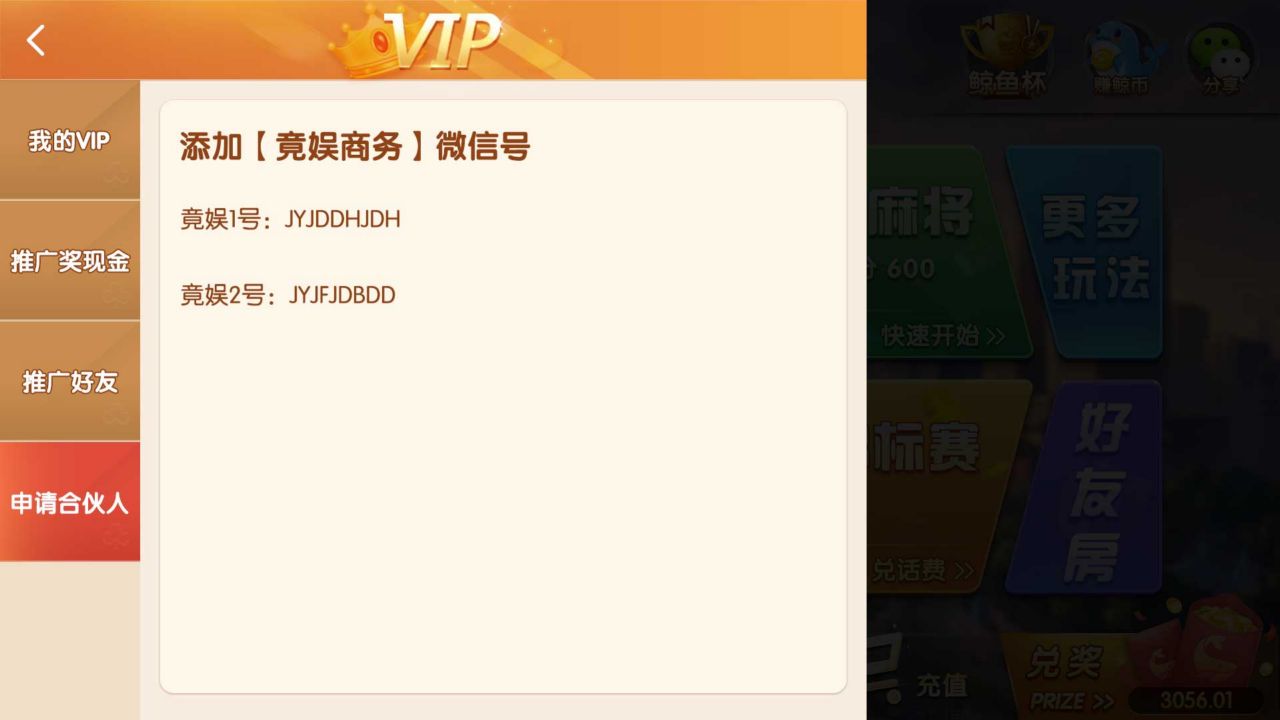 VIP
我的VIP
推广奖现金
推广好友
申请合伙人
添加【竟娱商务】微信号
竟娱1号：JYJDDHJDH
竟娱2号：JYJFJDBDD
鲸鱼杯
赚鲸币
分享
麻将
600
快速开始>>
更多
玩法
标赛
兑话费>>
好友房
充值
兑奖
PRIZE >>
3056.01